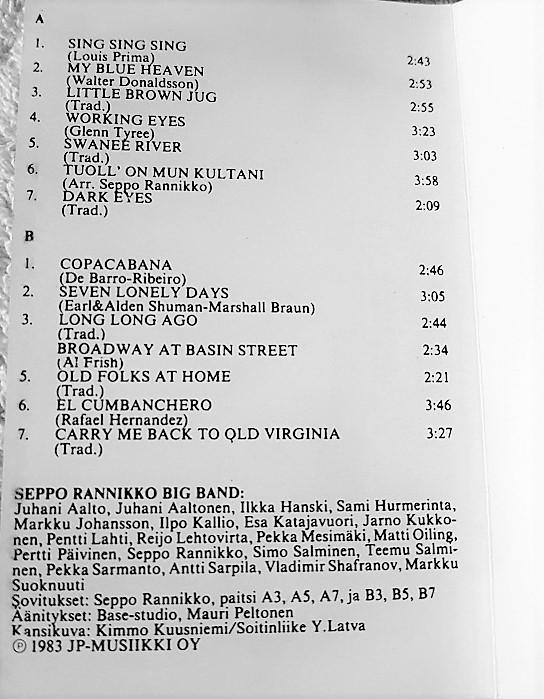 A
1. SING SING SING 2:43
(Louis Prima)
2. MY BLUE HEAVEN 2:53
(Walter Donaldsson)
3. LITTLE BROWN JUG 2:55
(Trad.)
4. WORKING EYES 3:23
(Glenn Tyree)
5. SWANEE RIVER 3:03
(Trad.)
6. TUOLL' ON MUN KULTANI 3:58
(Arr. Seppo Rannikko)
7. DARK EYES 2:09
(Trad.)
B
1. COPACABANA 2:46
(De Barro-Ribeiro)
2. SEVEN LONELY DAYS 3:05
(Earl&Alden Shuman-Marshall Braun)
3. LONG LONG AGO 2:44
(Trad.)
BROADWAY AT BASIN STREET 2:34
(Al Frish)
5. OLD FOLKS AT HOME 2:21
(Trad.)
6. EL CUMBANCHERO 3:46
(Rafael Hernandez)
7. CARRY ME BACK TO OLD VIRGINIA 3:27
(Trad.)
SEPPO RANNIKKO BIG BAND:
Juhani Aalto, Juhani Aaltonen, Ilkka Hanski, Sami Hurmerinta,
Markku Johansson, Ilpo Kallio, Esa Katajavuori, Jarno Kukko-
nen, Pentti Lahti, Reijo Lehtovirta, Pekka Mesimäki, Matti Oiling,
Pertti Päivinen, Seppo Rannikko, Simo Salminen, Teemu Salmi-
nen, Pekka Sarmanto, Antti Sarpila, Vladimir Shafranov, Markku
Suoknuuti
Sovitukset: Seppo Rannikko, paitsi A3, A5, A7, ja B3, B5, B7
Äänitykset: Base-studio, Mauri Peltonen
Kansikuva: Kimmo Kuusniemi/Soitinliike Y.Latva
℗ 1983 JP-MUSIIKKI OY